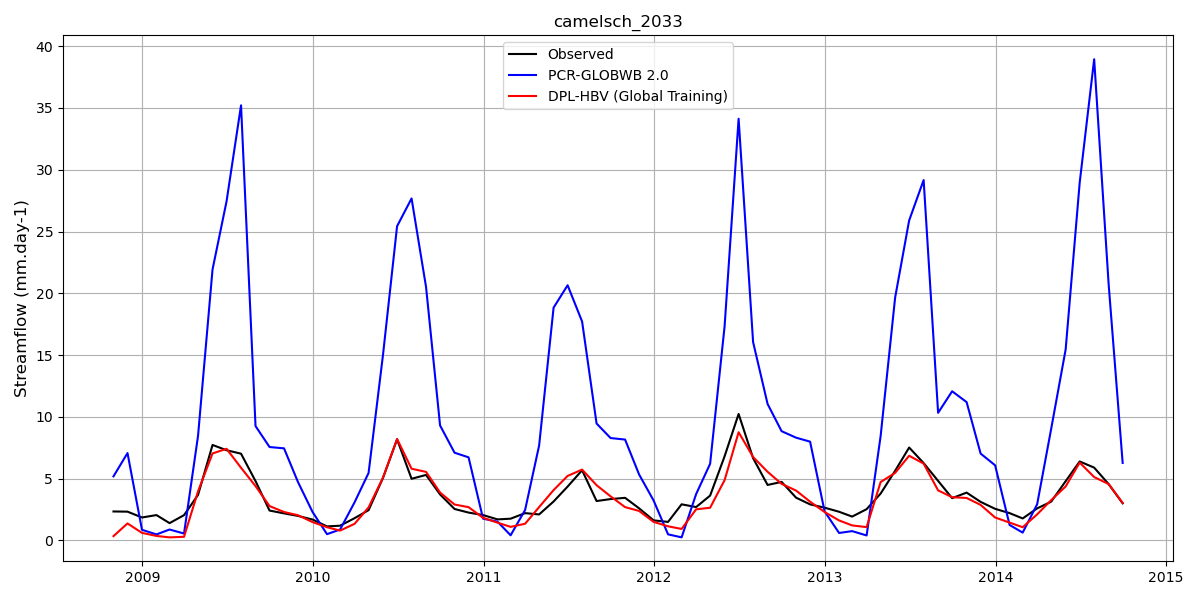 camelsch_2033
Observed
PCR-GLOBWB 2.0
DPL-HBV (Global Training)
Streamflow (mm.day-1)
40
35
30
25
20
15
10
5
0
2009 2010 2011 2012 2013 2014 2015